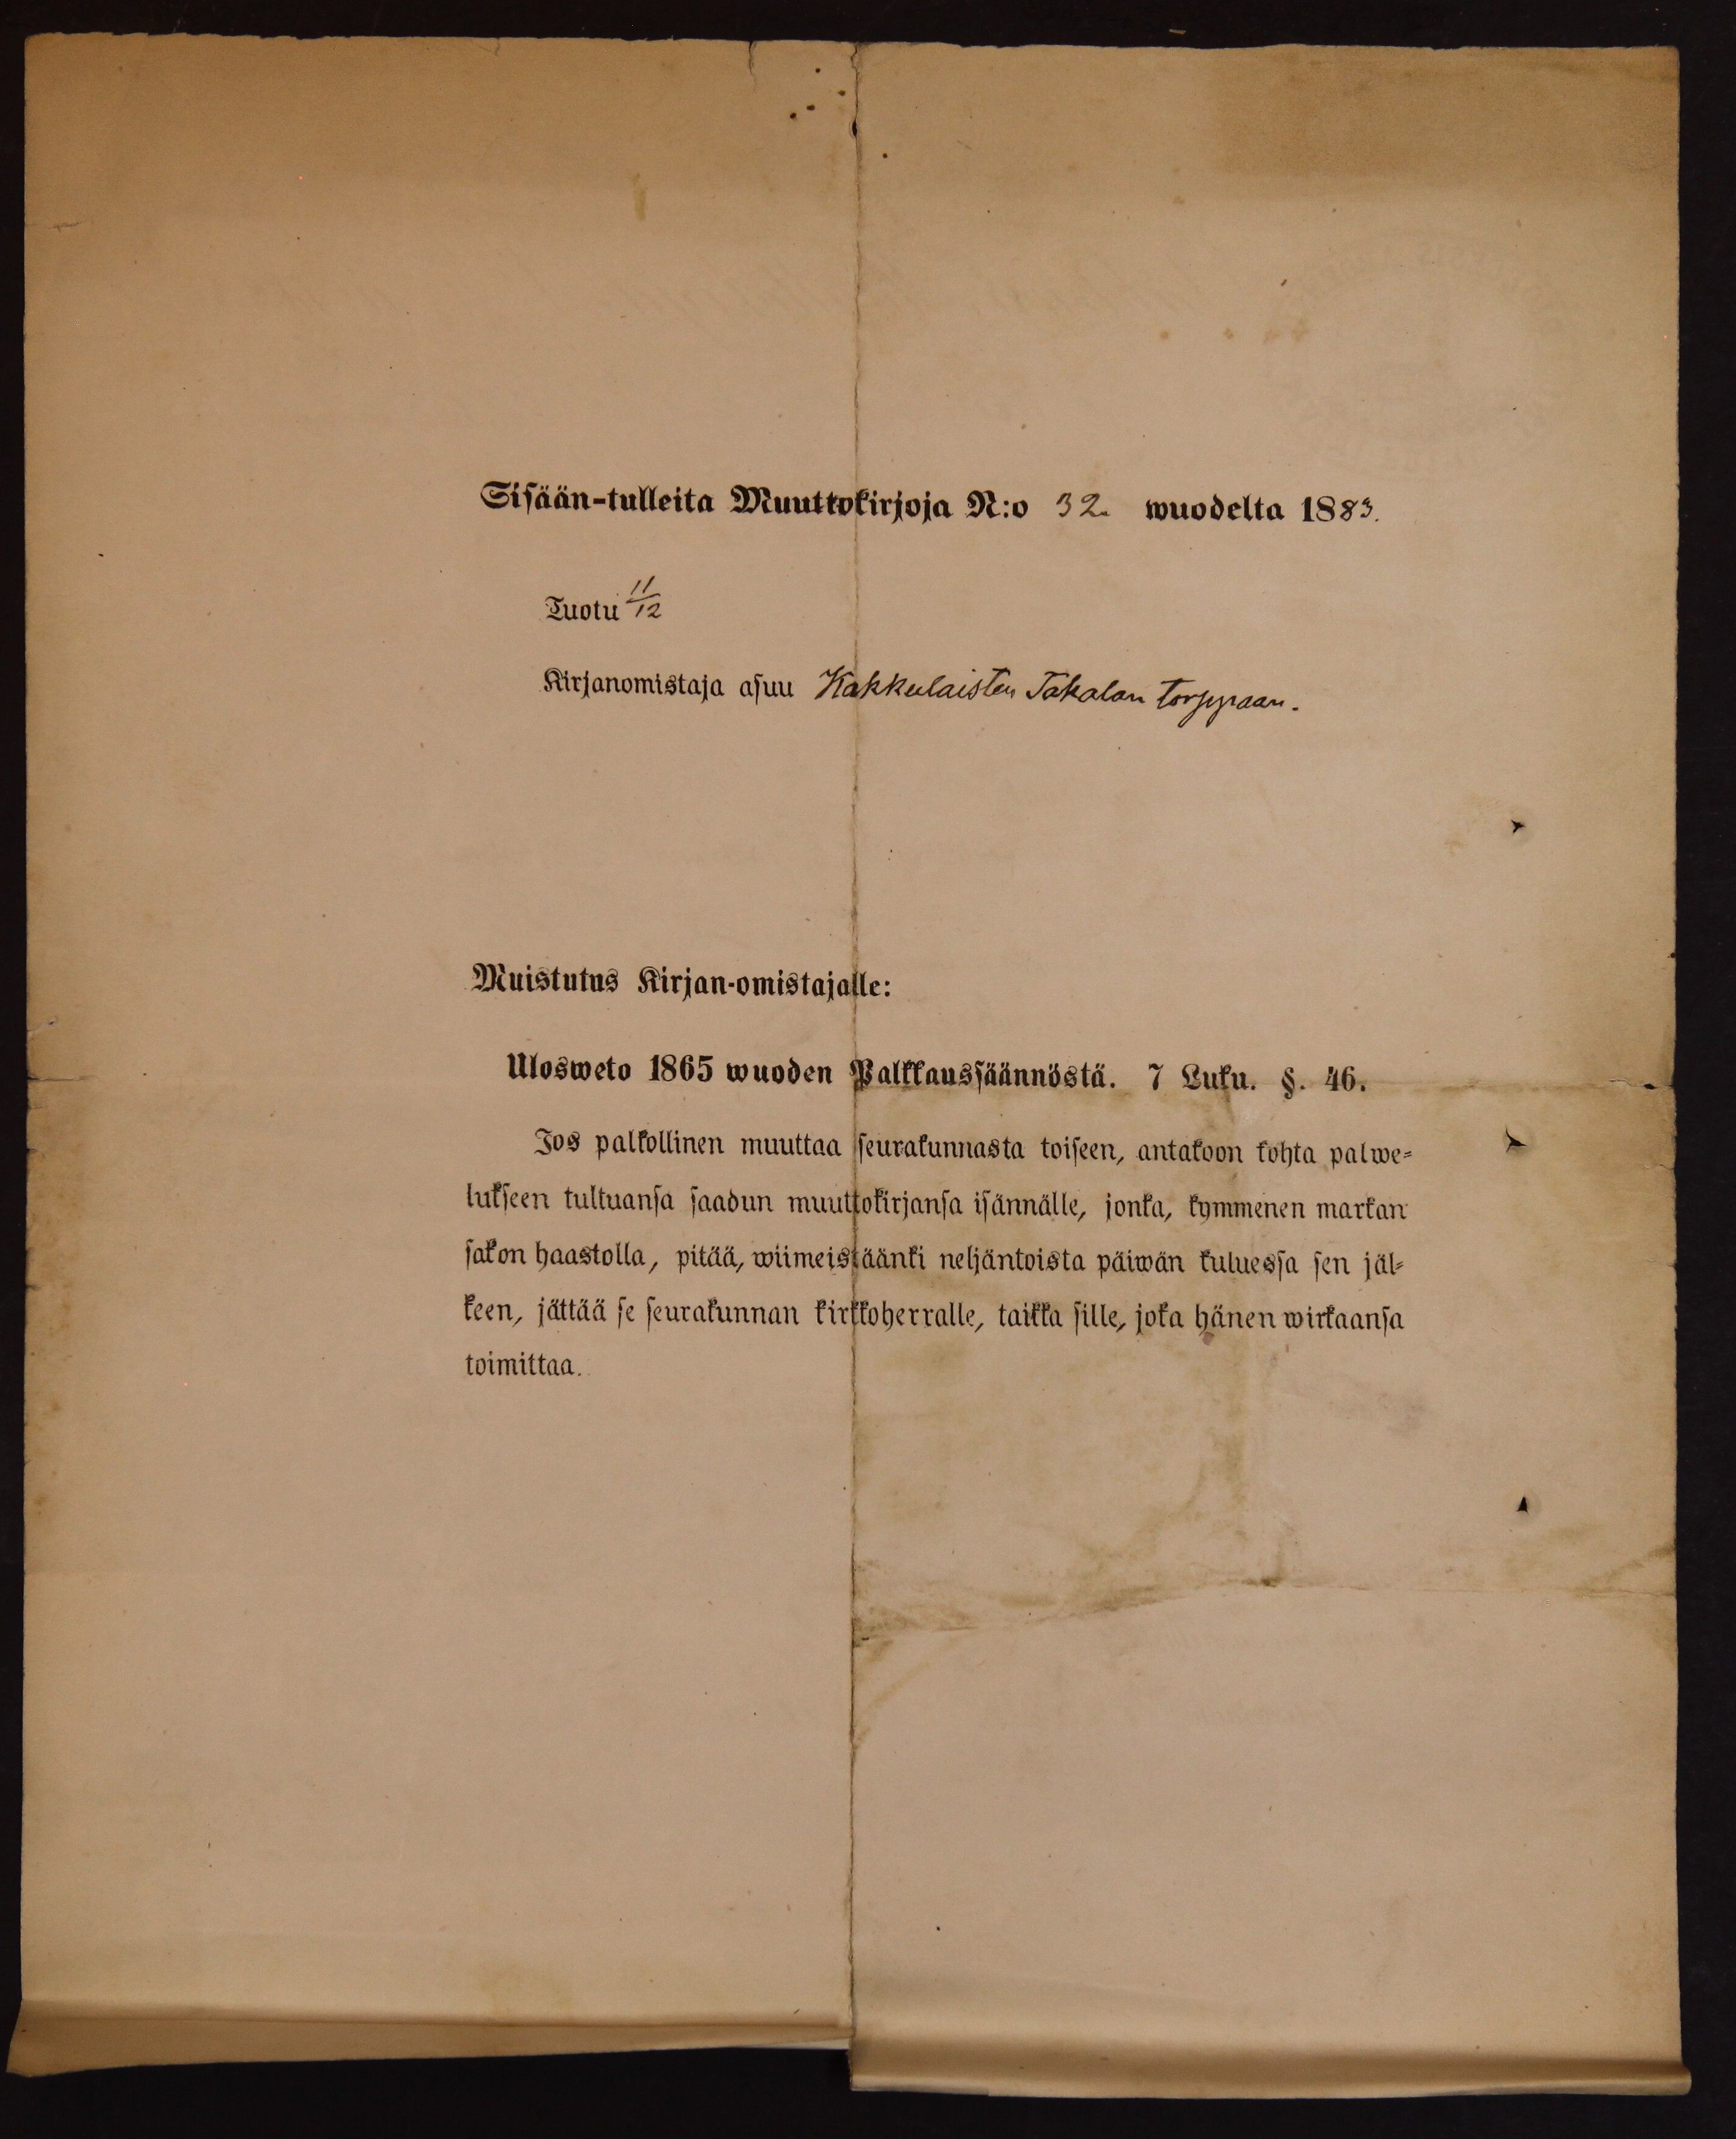 Sisään-tulleita Muuttokirjoja N:o 32. wuodelta 1883.
Tuotu 11/12
Kirjanomistaja asuu Kakkulaisten Takalan torppaan.
Muistutus Kirjan-omistajalle:
Ulosweto 1865 wuoden Palkkaussäännöstä. 7 Luku. §. 46.
Jos palkollinen muuttaa seurakunnasta toiseen, antakoon kohta palwe=
lukseen tultuansa saadun muuttokirjansa isännälle, jonka, kymmenen markan
sakon haastolla, pitää, wiimeistäänki neljäntoista päiwän kuluessa sen jäl=
keen, jättää se seurakunnan kirkkoherralle, taikka sille, joka hänen wirkaansa
toimittaa.